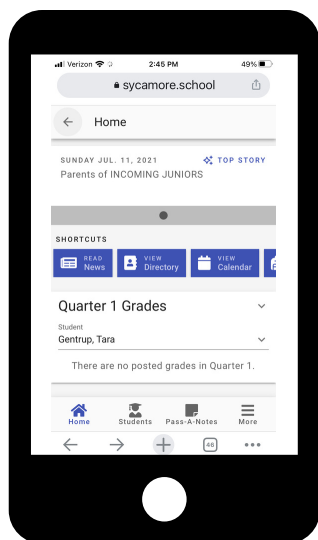 Verizon 2:45 PM 49%
sycamore.school
Home
SUNDAY JUL. 11, 2021 TOP STORY
Parents of INCOMING JUNIORS
SHORTCUTS
READ News VIEW Directory VIEW Calendar
Quarter 1 Grades
Student
Gentrup, Tara
There are no posted grades in Quarter 1.
Home Students Pass-A-Notes More
46